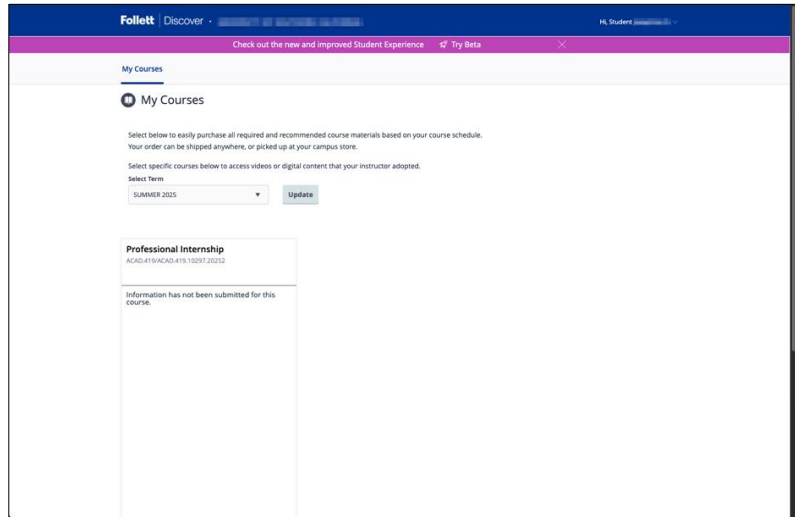 Follett | Discover ·
Hi, Student
Check out the new and improved Student Experience Try Beta
My Courses
My Courses
Select below to easily purchase all required and recommended course materials based on your course schedule.
Your order can be shipped anywhere, or picked up at your campus store.
Select specific courses below to access videos or digital content that your instructor adopted.
Select Term
SUMMER 2025
Update
Professional Internship
ACAD.419/ACAD.419.10297.20252
Information has not been submitted for this
course.